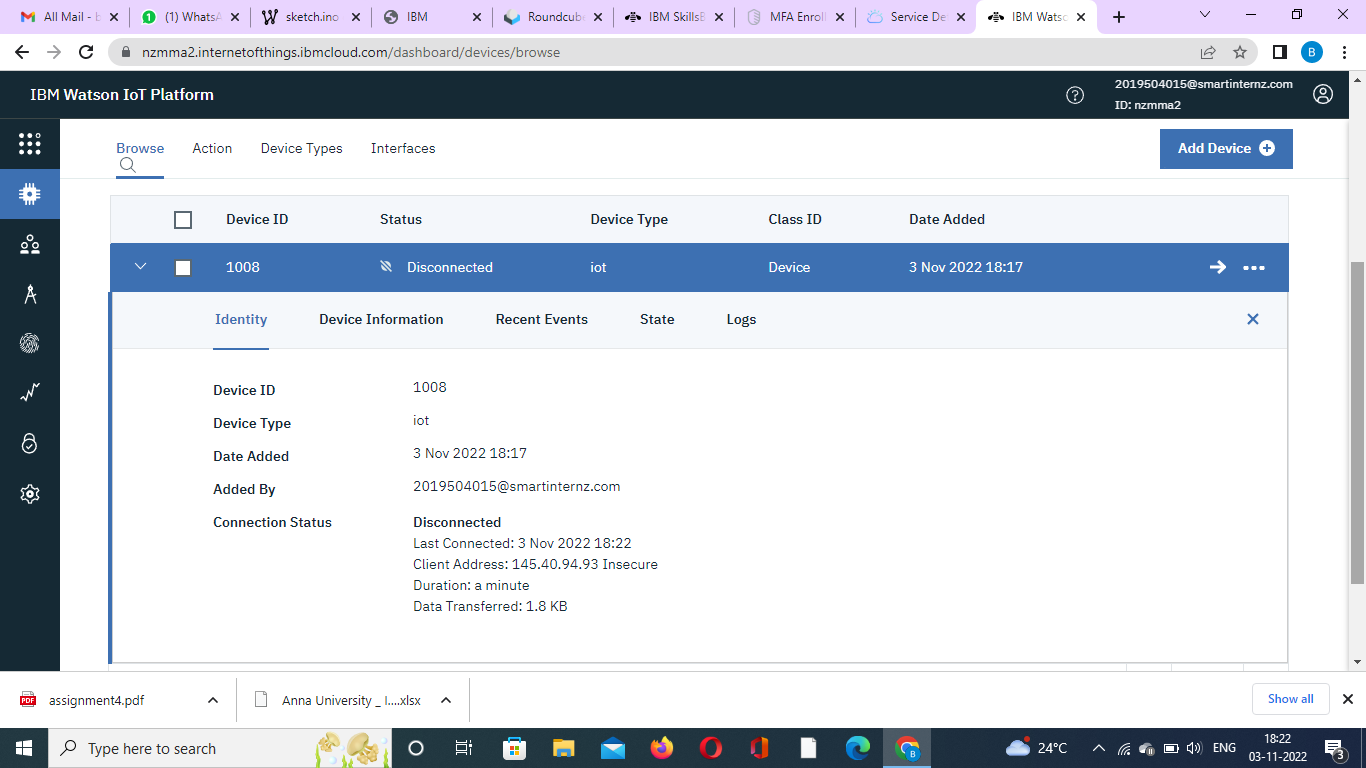 All Mail - b
(1) WhatsA
sketch.ino
IBM
Roundcube
IBM SkillsB
MFA Enroll
Service De
IBM Watso
nzmma2.internetofthings.ibmcloud.com/dashboard/devices/browse
B
IBM Watson IoT Platform
2019504015@smartinternz.com
ID: nzmma2
Browse Action Device Types Interfaces
Add Device
Device ID Status Device Type Class ID Date Added
1008 Disconnected iot Device 3 Nov 2022 18:17
Identity Device Information Recent Events State Logs
Device ID 1008
Device Type iot
Date Added 3 Nov 2022 18:17
Added By 2019504015@smartinternz.com
Connection Status Disconnected
Last Connected: 3 Nov 2022 18:22
Client Address: 145.40.94.93 Insecure
Duration: a minute
Data Transferred: 1.8 KB
PDF assignment4.pdf
Anna University _ I....xlsx
Show all
Type here to search
B
24°C
ENG
18:22
03-11-2022
3